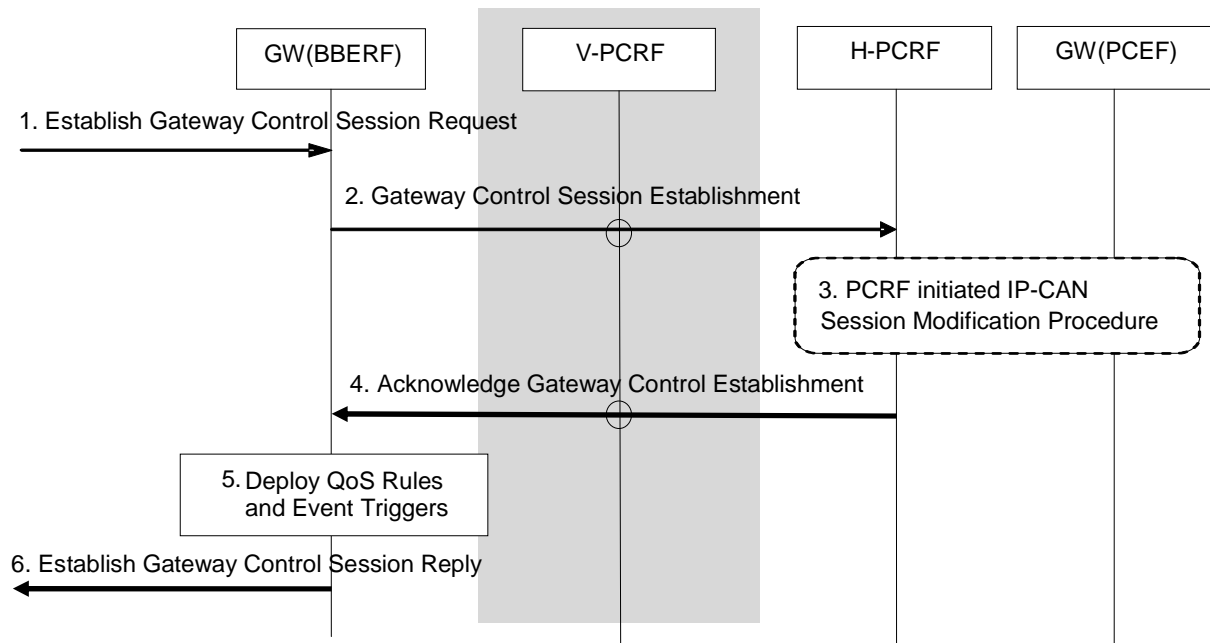 GW(BBERF)
V-PCRF
H-PCRF
GW(PCEF)
1. Establish Gateway Control Session Request
2. Gateway Control Session Establishment
3. PCRF initiated IP-CAN
Session Modification Procedure
4. Acknowledge Gateway Control Establishment
5. Deploy QoS Rules
and Event Triggers
6. Establish Gateway Control Session Reply